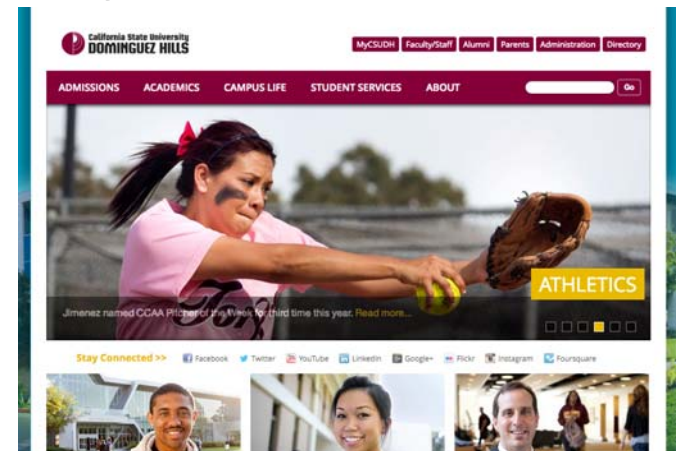 California State University
DOMINGUEZ HILLS
MyCSUDH Faculty/Staff Alumni Parents Administration Directory
ADMISSIONS ACADEMICS CAMPUS LIFE STUDENT SERVICES ABOUT Go
ATHLETICS
Jimenez named CCAA Pitcher of the Week for third time this year. Read more...
Stay Connected >> Facebook Twitter YouTube LinkedIn Google+ Flickr Instagram Foursquare